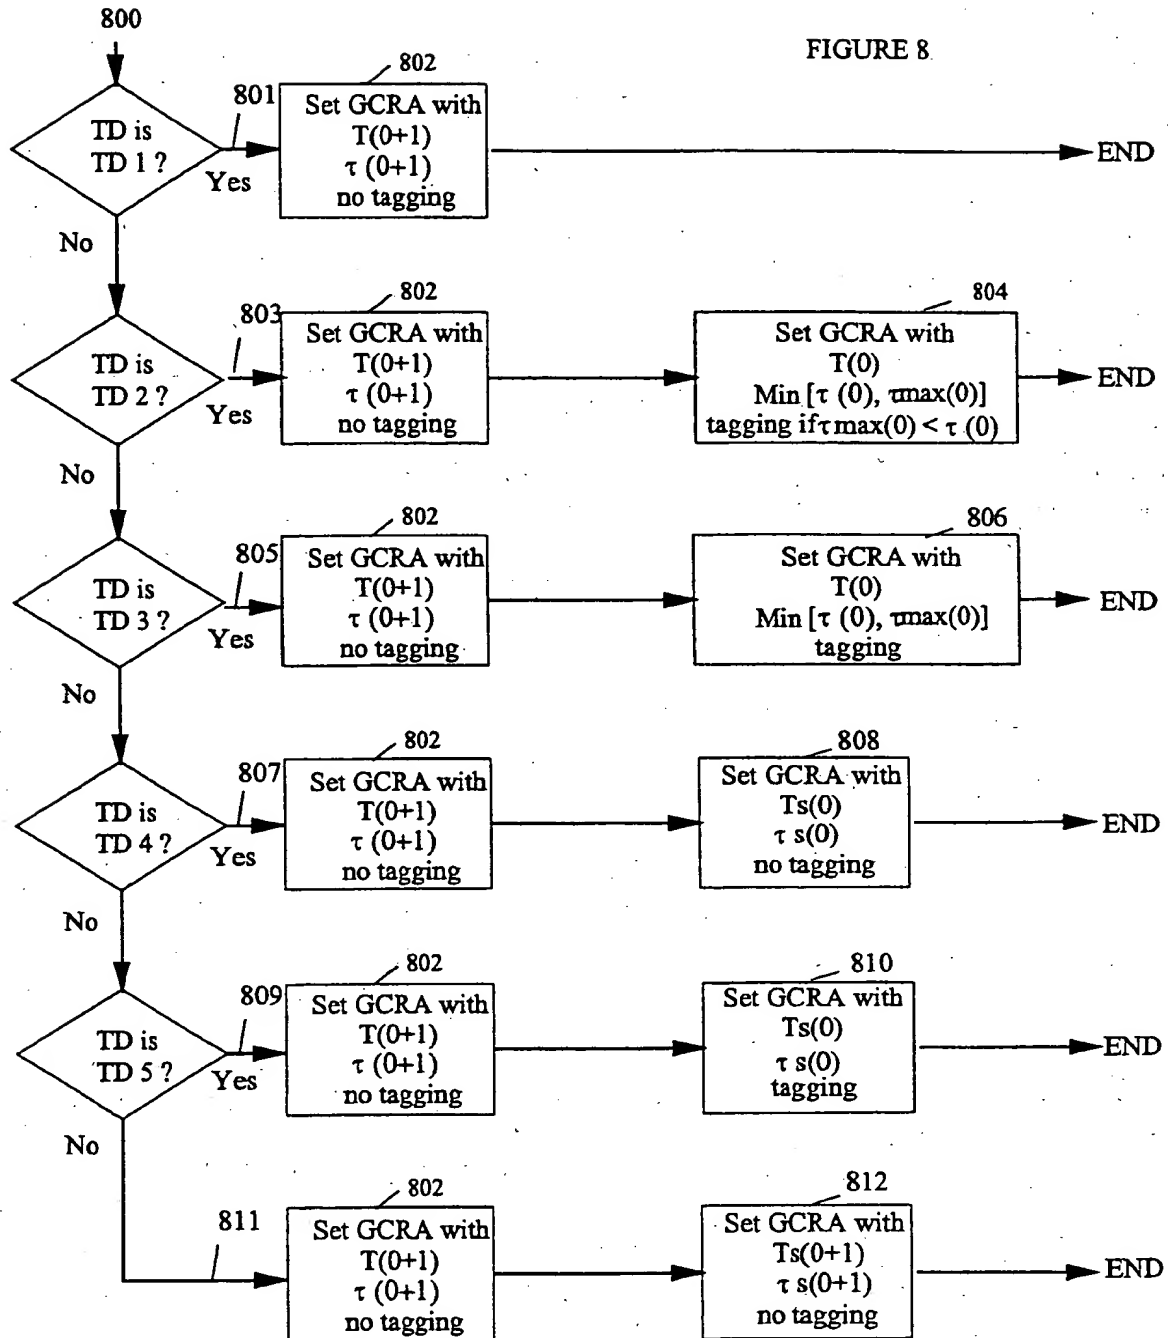 800
FIGURE 8
TD is
TD 1 ?
801
Yes
802
Set GCRA with
T(0+1)
τ (0+1)
no tagging
END
No
TD is
TD 2 ?
803
Yes
802
Set GCRA with
T(0+1)
τ (0+1)
no tagging
804
Set GCRA with
T(0)
Min [τ (0), τmax(0)]
tagging if τ max(0) < τ (0)
END
No
TD is
TD 3 ?
805
Yes
802
Set GCRA with
T(0+1)
τ (0+1)
no tagging
806
Set GCRA with
T(0)
Min [τ (0), τmax(0)]
tagging
END
No
TD is
TD 4 ?
807
Yes
802
Set GCRA with
T(0+1)
τ (0+1)
no tagging
808
Set GCRA with
Ts(0)
τ s(0)
no tagging
END
No
TD is
TD 5 ?
809
Yes
802
Set GCRA with
T(0+1)
τ (0+1)
no tagging
810
Set GCRA with
Ts(0)
τ s(0)
tagging
END
No
811
802
Set GCRA with
T(0+1)
τ (0+1)
no tagging
812
Set GCRA with
Ts(0+1)
τ s(0+1)
no tagging
END